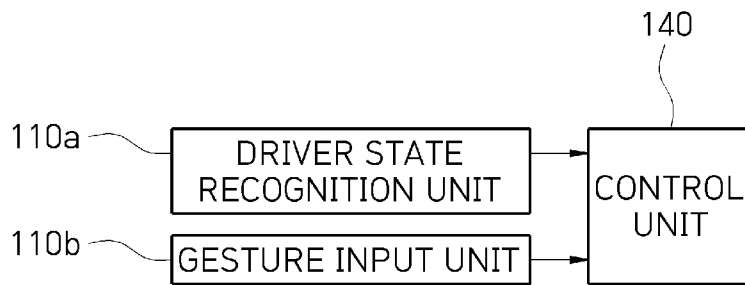 140
110a
DRIVER STATE
RECOGNITION UNIT
CONTROL
UNIT
110b
GESTURE INPUT UNIT